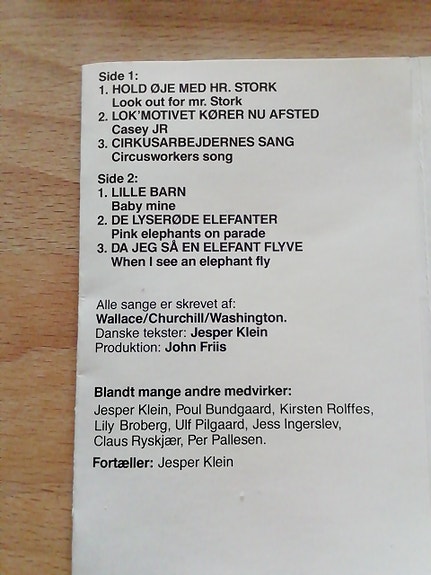 Side 1:
1. HOLD ØJE MED HR. STORK
Look out for mr. Stork
2. LOK'MOTIVET KØRER NU AFSTED
Casey JR
3. CIRKUSARBEJDERNES SANG
Circusworkers song
Side 2:
1. LILLE BARN
Baby mine
2. DE LYSERØDE ELEFANTER
Pink elephants on parade
3. DA JEG SÅ EN ELEFANT FLYVE
When I see an elephant fly
Alle sange er skrevet af:
Wallace/Churchill/Washington.
Danske tekster: Jesper Klein
Produktion: John Friis
Blandt mange andre medvirker:
Jesper Klein, Poul Bundgaard, Kirsten Rolffes,
Lily Broberg, Ulf Pilgaard, Jess Ingerslev,
Claus Ryskjær, Per Pallesen.
Fortæller: Jesper Klein